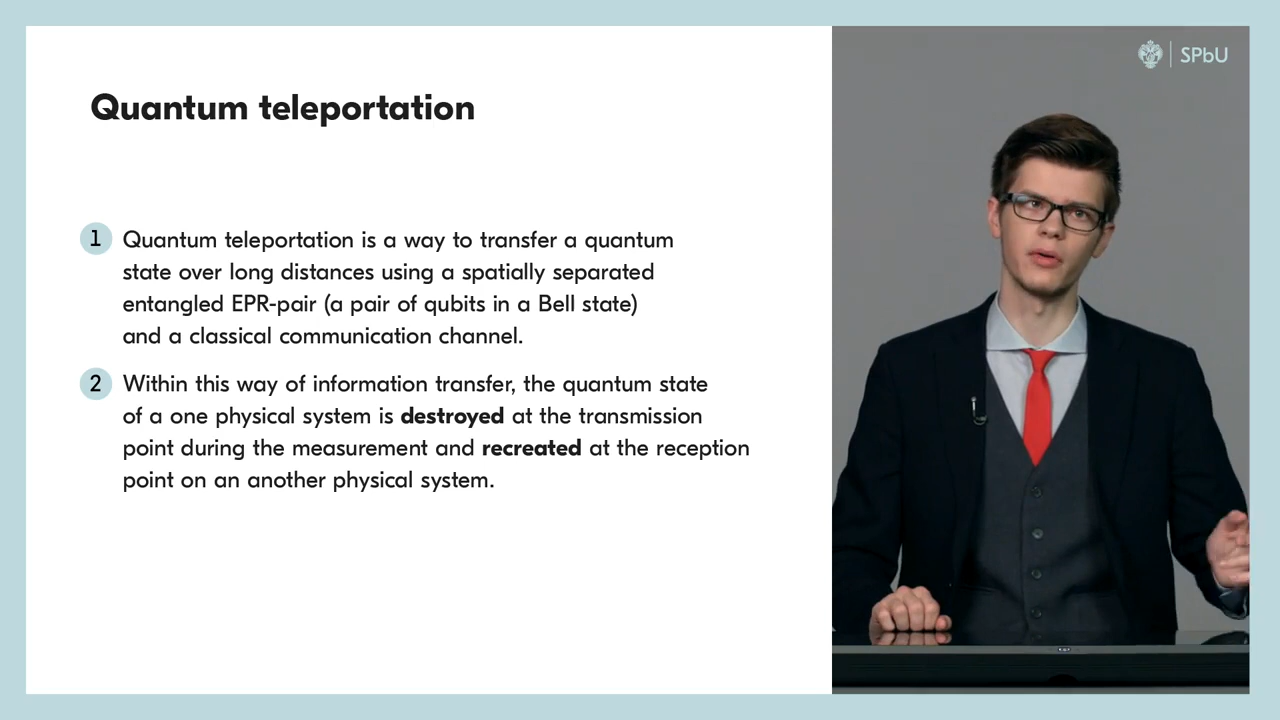 SPbU
Quantum teleportation
1 Quantum teleportation is a way to transfer a quantum
state over long distances using a spatially separated
entangled EPR-pair (a pair of qubits in a Bell state)
and a classical communication channel.
2 Within this way of information transfer, the quantum state
of a one physical system is destroyed at the transmission
point during the measurement and recreated at the reception
point on an another physical system.